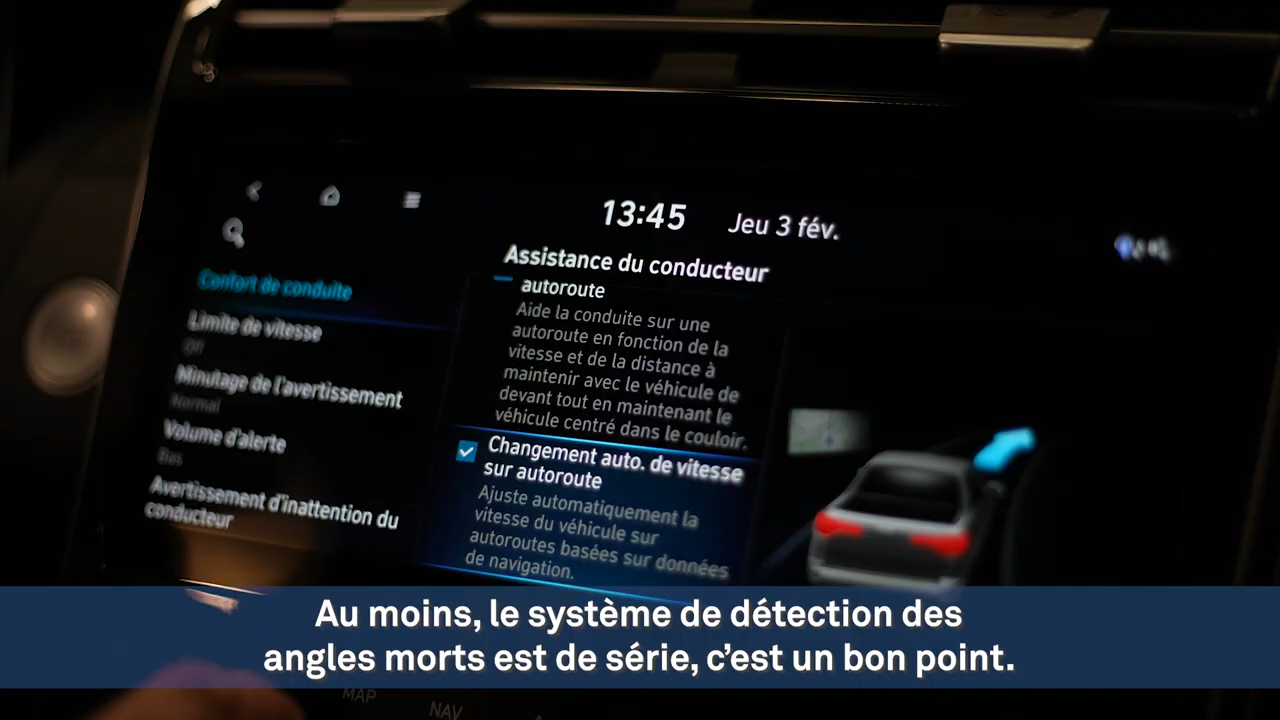 13:45 Jeu 3 fév.
Assistance du conducteur
Confort de conduite
Limite de vitesse
Off
Minutage de l'avertissement
Normal
Volume d'alerte
Bas
Avertissement d'inattention du
conducteur
autoroute
Aide la conduite sur une
autoroute en fonction de la
vitesse et de la distance à
maintenir avec le véhicule de
devant tout en maintenant le
véhicule centré dans le couloir.
Changement auto. de vitesse
sur autoroute
Ajuste automatiquement la
vitesse du véhicule sur
autoroutes basées sur données
de navigation.
Au moins, le système de détection des
angles morts est de série, c'est un bon point.
MAP
NAV